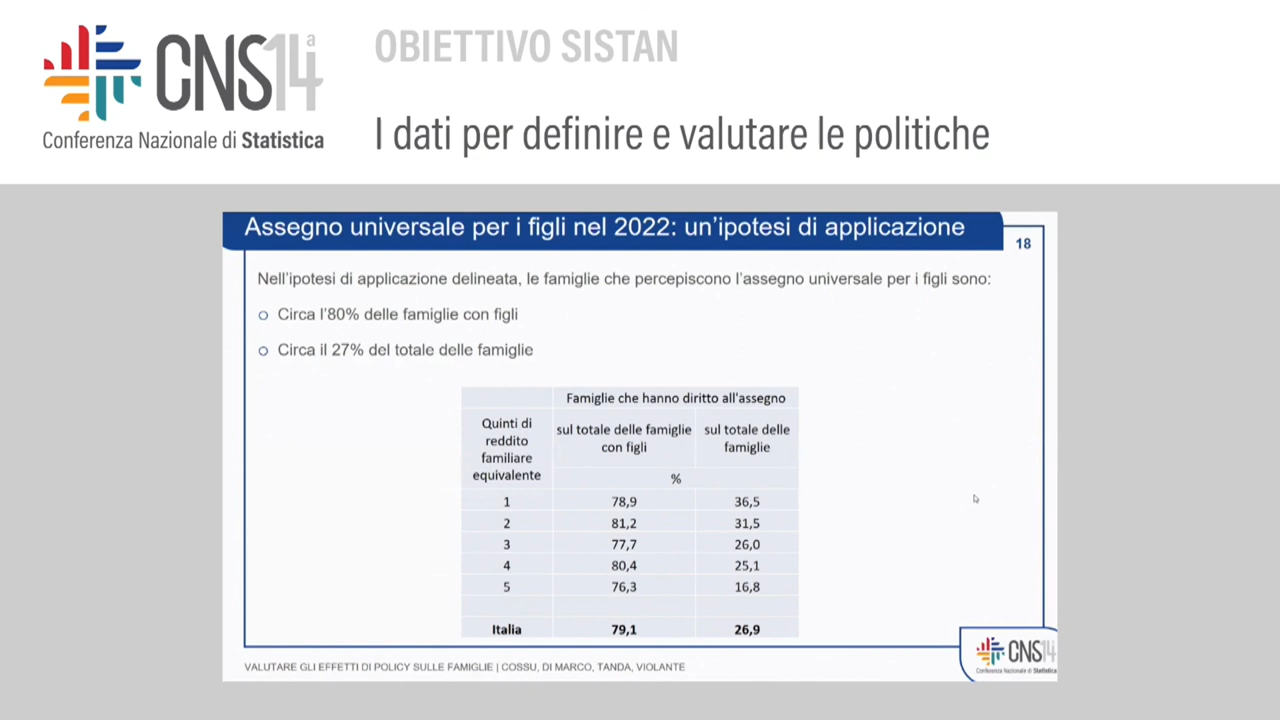 CNS14ª
Conferenza Nazionale di Statistica
OBIETTIVO SISTAN
I dati per definire e valutare le politiche
Assegno universale per i figli nel 2022: un'ipotesi di applicazione
18
Nell'ipotesi di applicazione delineata, le famiglie che percepiscono l'assegno universale per i figli sono:
Circa l'80% delle famiglie con figli
Circa il 27% del totale delle famiglie
Famiglie che hanno diritto all'assegno
Quinti di
reddito
familiare
equivalente
sul totale delle famiglie
con figli
sul totale delle
famiglie
%
1 78,9 36,5
2 81,2 31,5
3 77,7 26,0
4 80,4 25,1
5 76,3 16,8
Italia 79,1 26,9
VALUTARE GLI EFFETTI DI POLICY SULLE FAMIGLIE | COSSU, DI MARCO, TANDA, VIOLANTE
CNS14
Conferenza Nazionale di Statistica